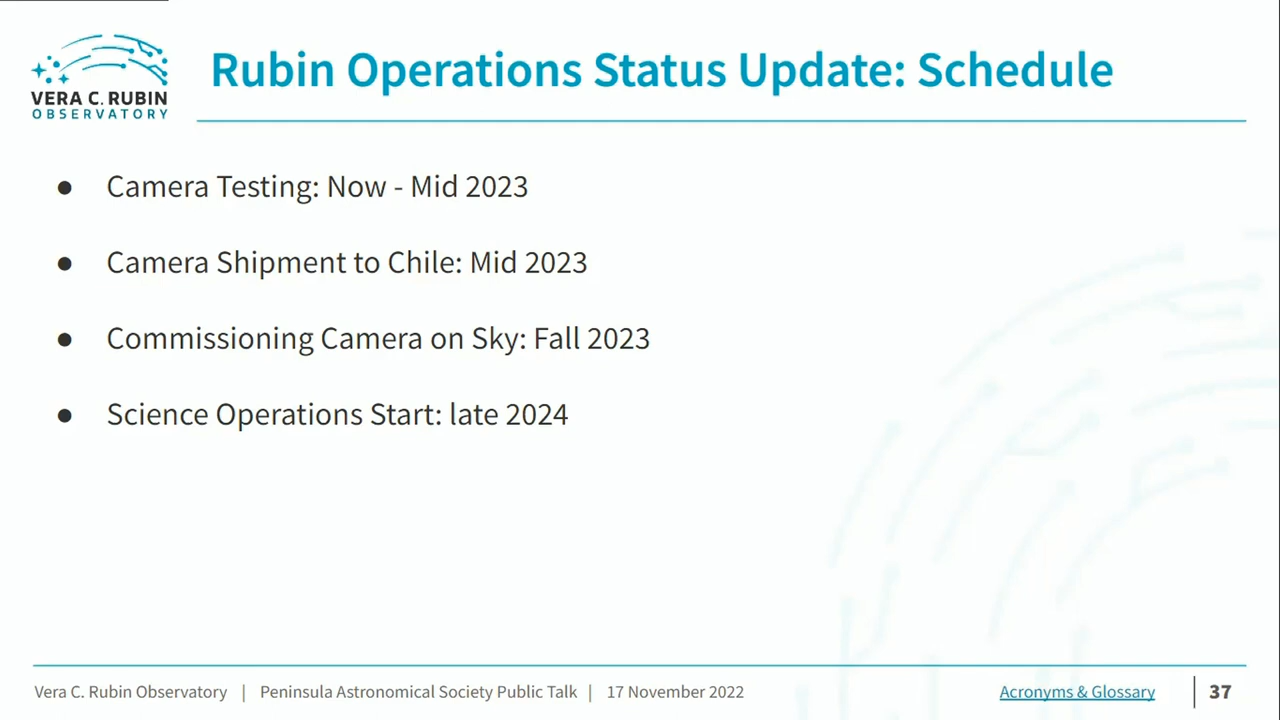 VERA C. RUBIN
OBSERVATORY
Rubin Operations Status Update: Schedule
● Camera Testing: Now - Mid 2023
● Camera Shipment to Chile: Mid 2023
● Commissioning Camera on Sky: Fall 2023
● Science Operations Start: late 2024
Vera C. Rubin Observatory | Peninsula Astronomical Society Public Talk | 17 November 2022 Acronyms & Glossary | 37